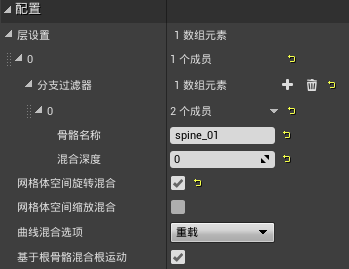 配置
层设置 1 数组元素
0 1 个成员
分支过滤器 1 数组元素
0 2 个成员
骨骼名称 spine_01
混合深度 0
网格体空间旋转混合
网格体空间缩放混合
曲线混合选项 重载
基于根骨骼混合根运动